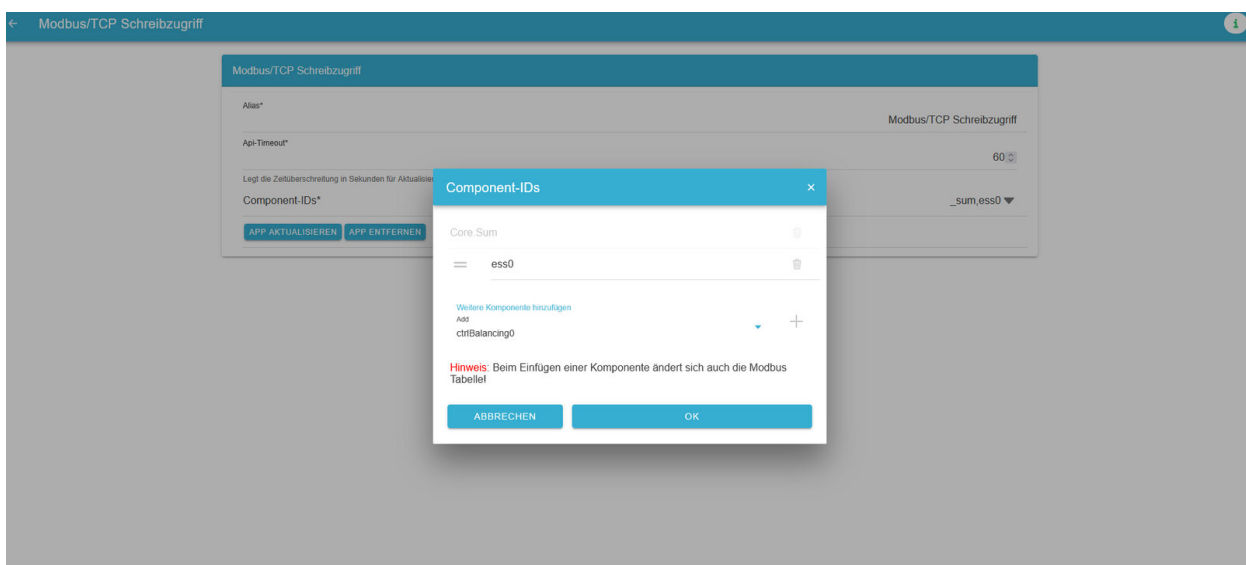 ← Modbus/TCP Schreibzugriff
i
Modbus/TCP Schreibzugriff
Alias*
Modbus/TCP Schreibzugriff
Api-Timeout*
60
Legt die Zeitüberschreitung in Sekunden für
Component-IDs*
_sum,ess0
APP AKTUALISIEREN APP ENTFERNEN
Component-IDs ×
Core.Sum
ess0
Weitere Komponente hinzufügen
Add
ctrlBalancing0
Hinweis: Beim Einfügen einer Komponente ändert sich auch die Modbus
Tabelle!
ABBRECHEN OK